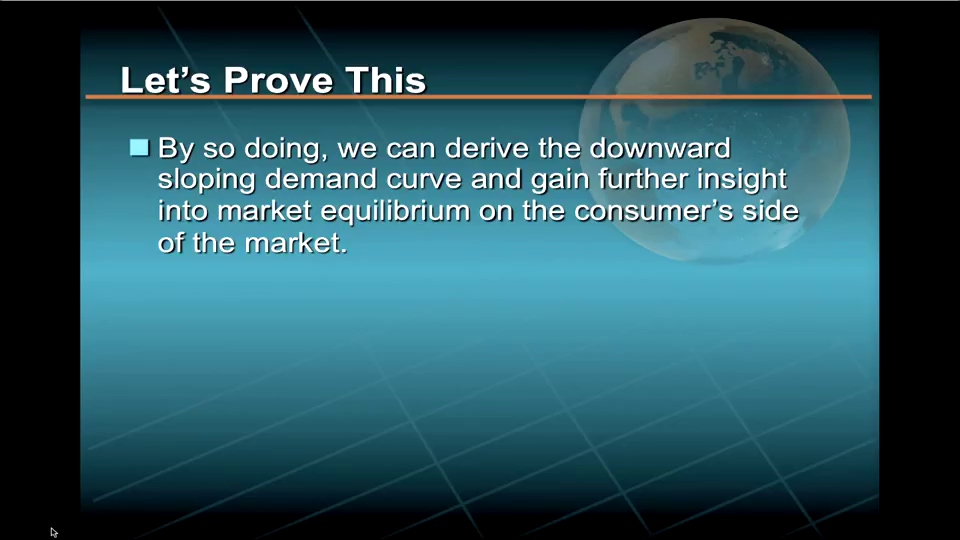 Let’s Prove This
By so doing, we can derive the downward
sloping demand curve and gain further insight
into market equilibrium on the consumer’s side
of the market.